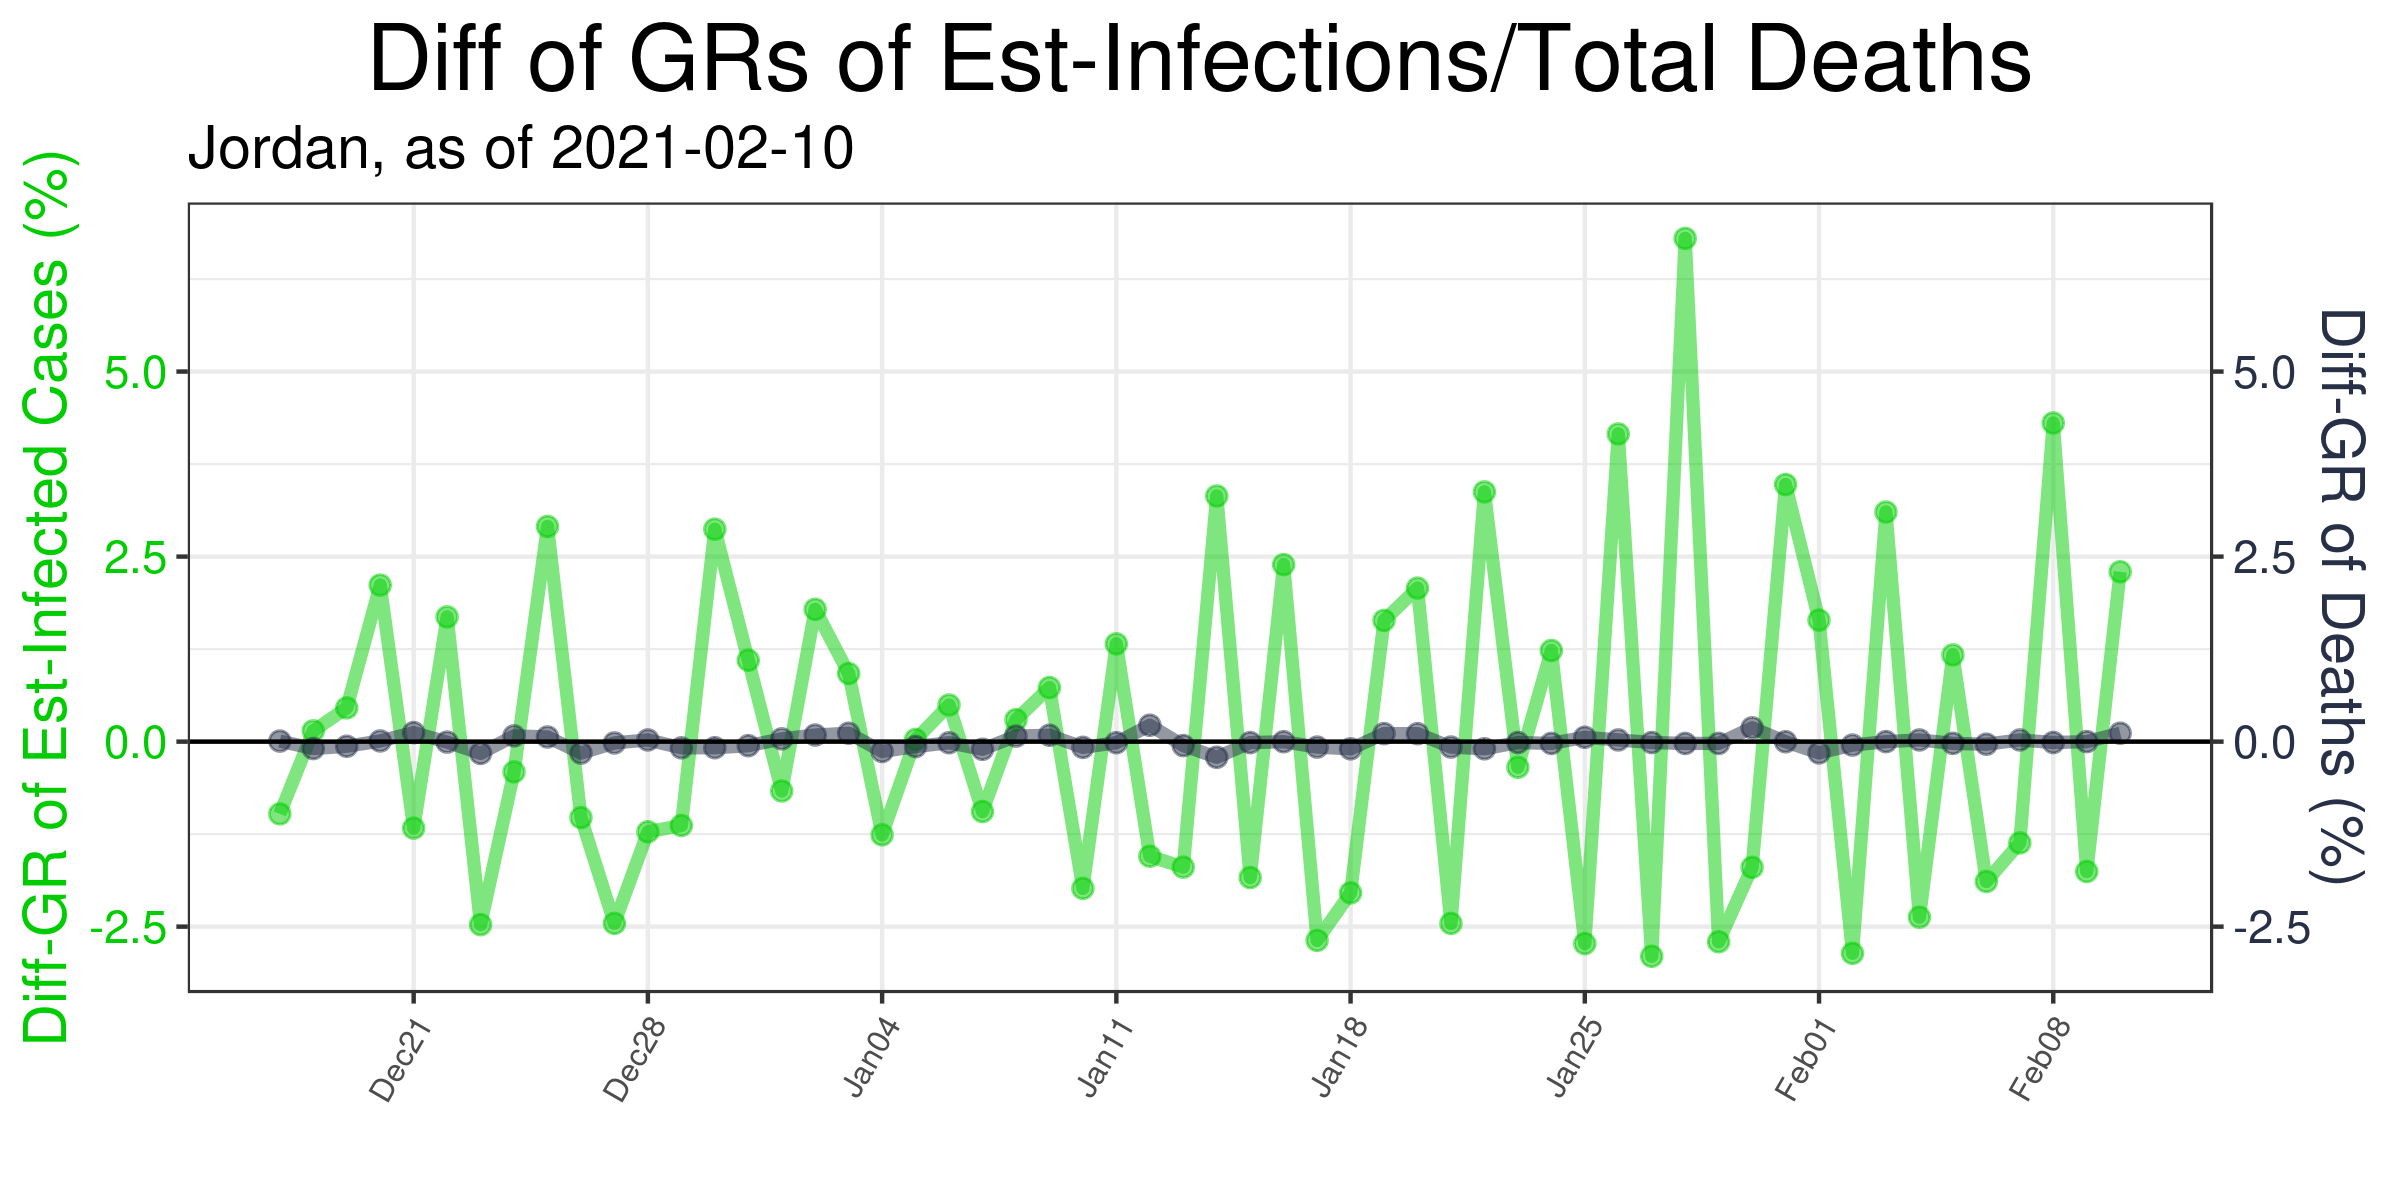 Diff of GRs of Est-Infections/Total Deaths
Jordan, as of 2021-02-10
Diff-GR of Est-Infected Cases (%)
5.0
2.5
0.0
-2.5
5.0
2.5
0.0
-2.5
Diff-GR of Deaths (%)
Dec21
Dec28
Jan04
Jan11
Jan18
Jan25
Feb01
Feb08